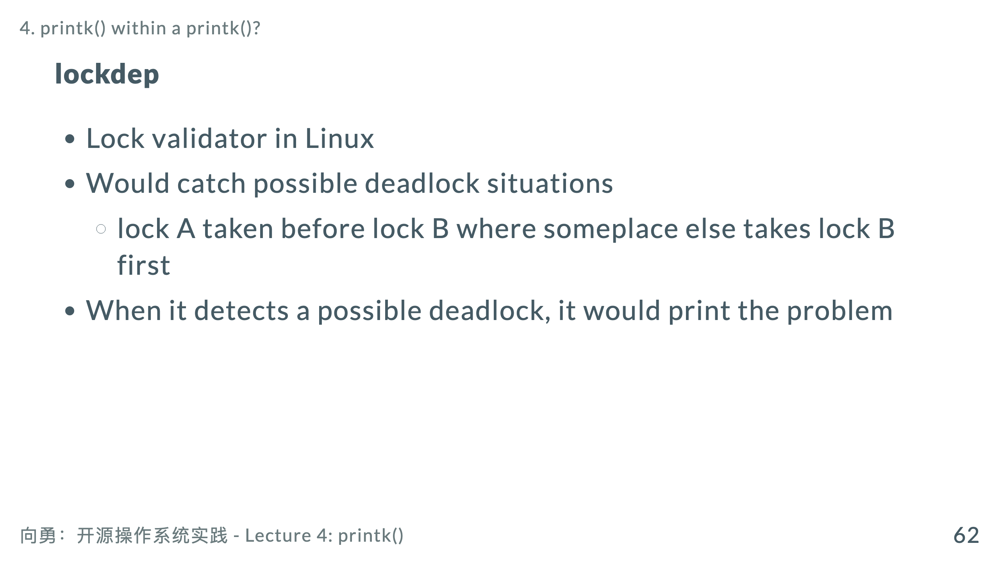 4. printk() within a printk()?
lockdep
• Lock validator in Linux
• Would catch possible deadlock situations
○ lock A taken before lock B where someplace else takes lock B
first
• When it detects a possible deadlock, it would print the problem
向勇：开源操作系统实践 - Lecture 4: printk()
62